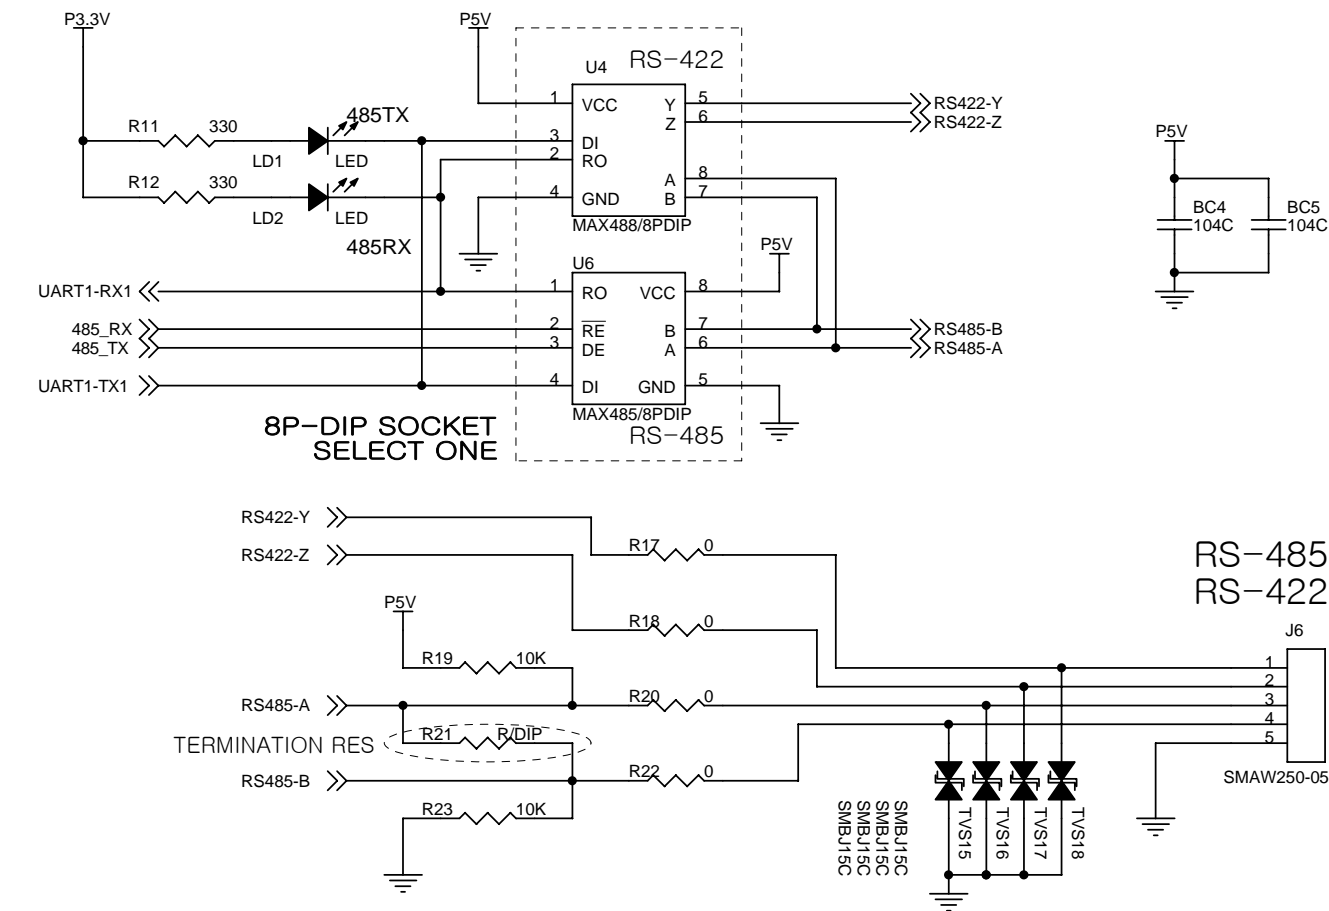 P3.3V
P5V
RS-422
U4
1 VCC
Y 5
RS422-Y
Z 6
RS422-Z
485TX
R11 330
LD1 LED
3 DI
2 RO
R12 330
LD2 LED
485RX
A 8
B 7
4 GND
MAX488/8PDIP
P5V
BC4
104C
BC5
104C
P5V
U6
UART1-RX1
1 RO
VCC 8
485_RX
2 RE
B 7
RS485-B
485_TX
3 DE
A 6
RS485-A
UART1-TX1
4 DI
GND 5
MAX485/8PDIP
RS-485
8P-DIP SOCKET
SELECT ONE
RS422-Y
R17 0
RS422-Z
R18 0
P5V
R19 10K
RS485-A
R20 0
TERMINATION RES
R21 R/DIP
RS485-B
R22 0
R23 10K
RS-485
RS-422
J6
1
2
3
4
5
SMAW250-05
TVS15
TVS16
TVS17
TVS18
SMBJ15C
SMBJ15C
SMBJ15C
SMBJ15C